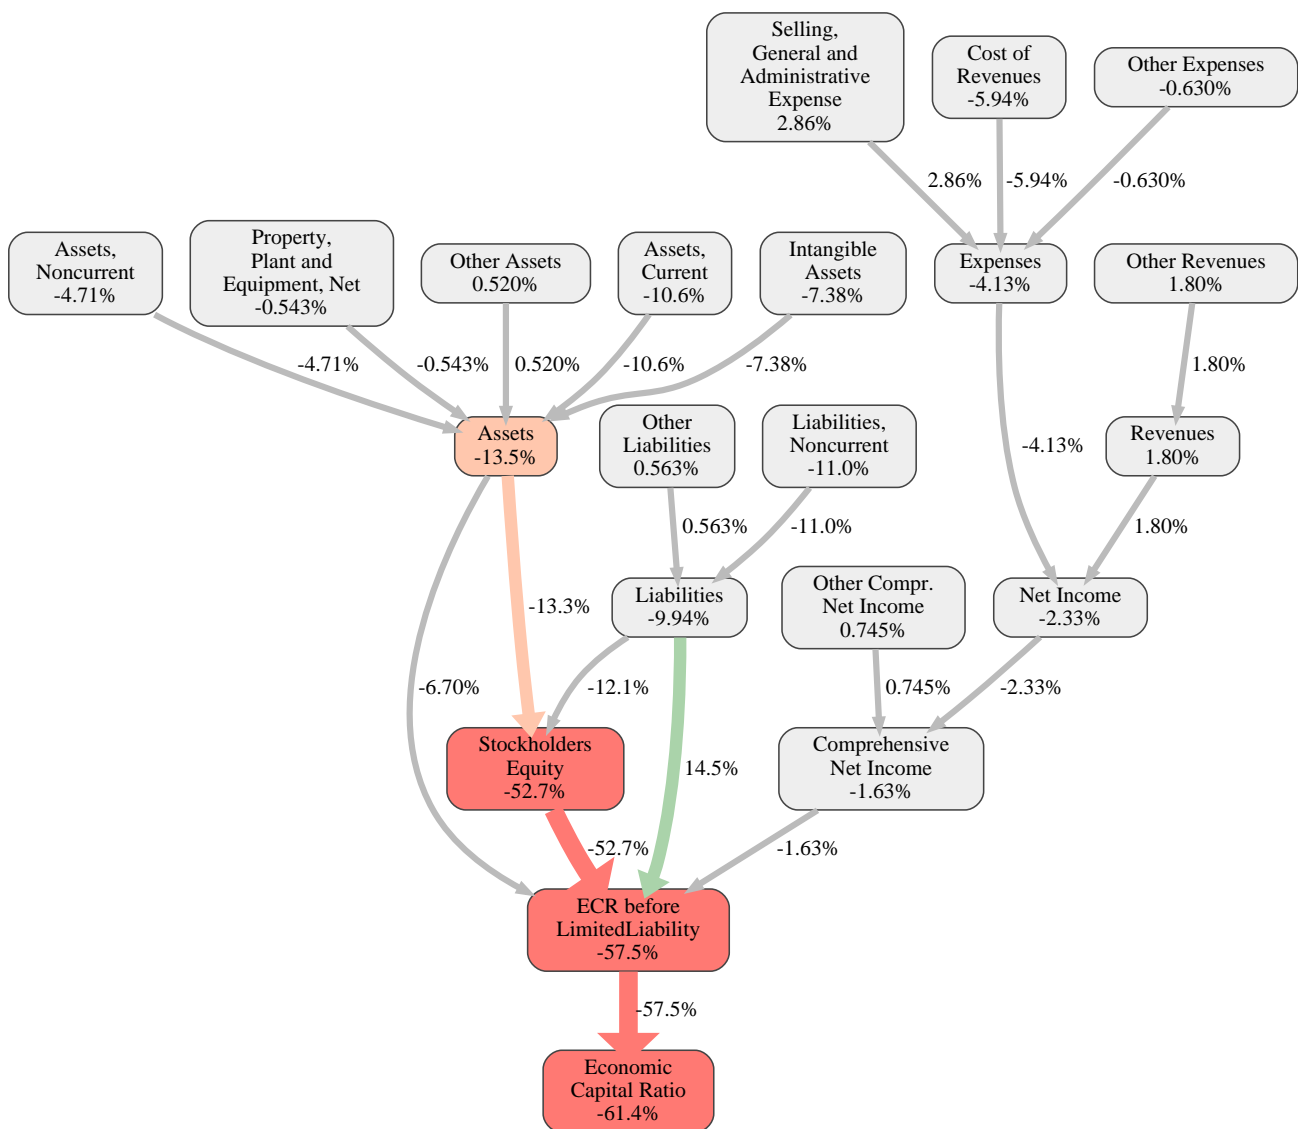 Selling,
General and
Administrative
Expense
2.86%
Cost of
Revenues
-5.94%
Other Expenses
-0.630%
2.86%
-5.94%
-0.630%
Assets,
Noncurrent
-4.71%
Property,
Plant and
Equipment, Net
-0.543%
Other Assets
0.520%
Assets,
Current
-10.6%
Intangible
Assets
-7.38%
Expenses
-4.13%
Other Revenues
1.80%
-4.71%
-0.543%
0.520%
-10.6%
-7.38%
1.80%
Assets
-13.5%
Other
Liabilities
0.563%
Liabilities,
Noncurrent
-11.0%
-4.13%
Revenues
1.80%
0.563%
-11.0%
1.80%
Liabilities
-9.94%
Other Compr.
Net Income
0.745%
Net Income
-2.33%
-13.3%
-6.70%
-12.1%
0.745%
-2.33%
Stockholders
Equity
-52.7%
14.5%
Comprehensive
Net Income
-1.63%
-52.7%
-1.63%
ECR before
LimitedLiability
-57.5%
-57.5%
Economic
Capital Ratio
-61.4%